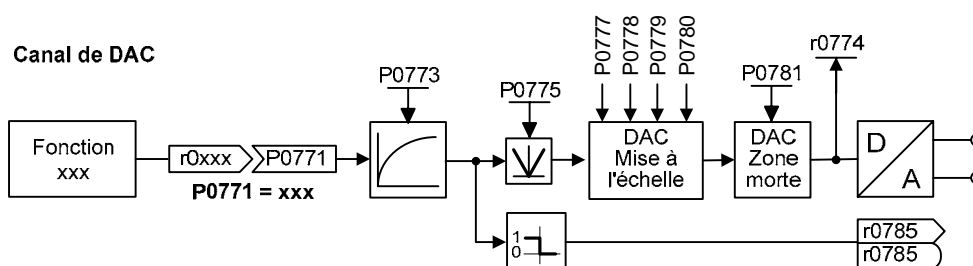 Canal de DAC
P0773
P0775
P0777
P0778
P0779
P0780
P0781
r0774
Fonction
xxx
r0xxx
P0771
P0771 = xxx
DAC
Mise à
l'échelle
DAC
Zone
morte
D
A
1
0
r0785
r0785